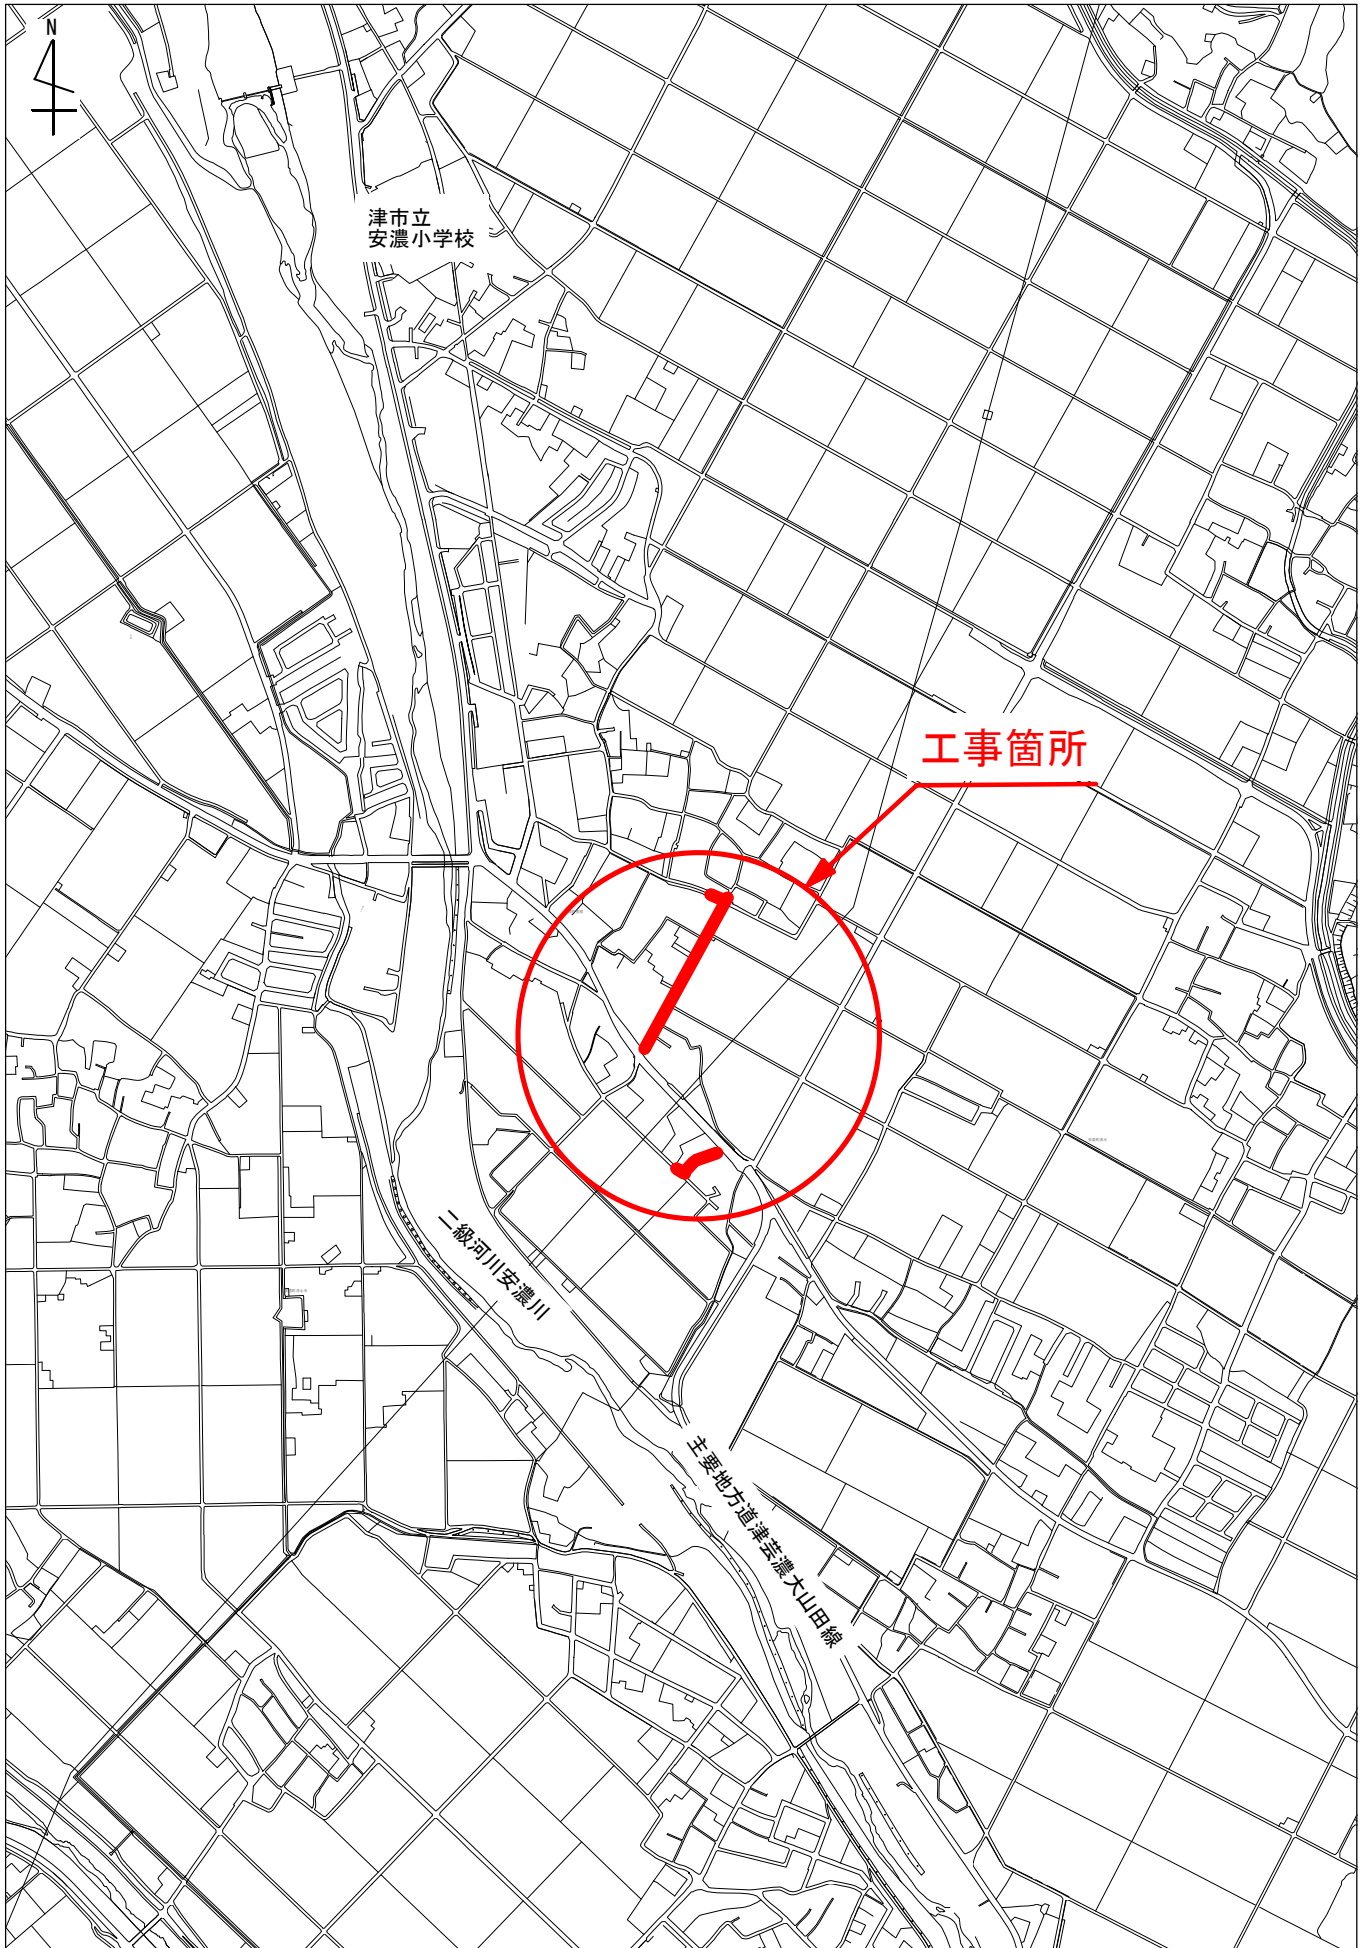 N
津市立
安濃小学校
工事箇所
二級河川安濃川
主要地方道津芸濃大山田線